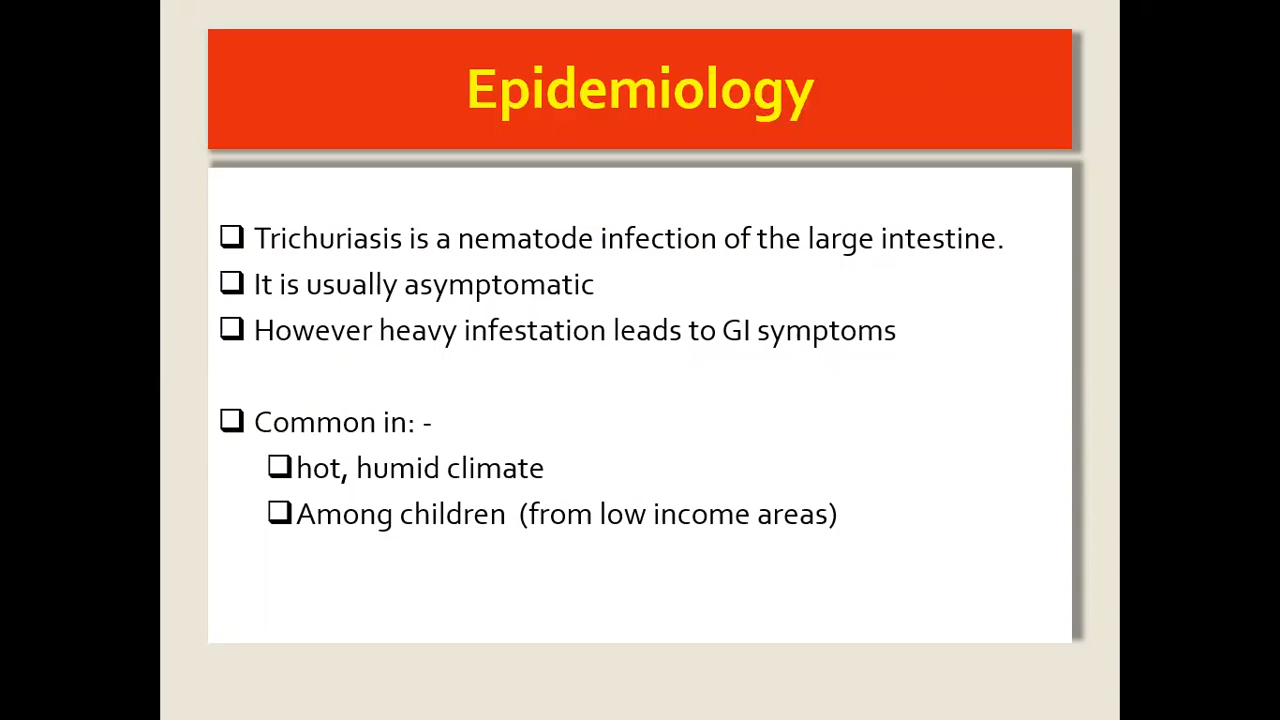 Epidemiology
❑ Trichuriasis is a nematode infection of the large intestine.
❑ It is usually asymptomatic
❑ However heavy infestation leads to GI symptoms
❑ Common in: -
❑hot, humid climate
❑Among children (from low income areas)